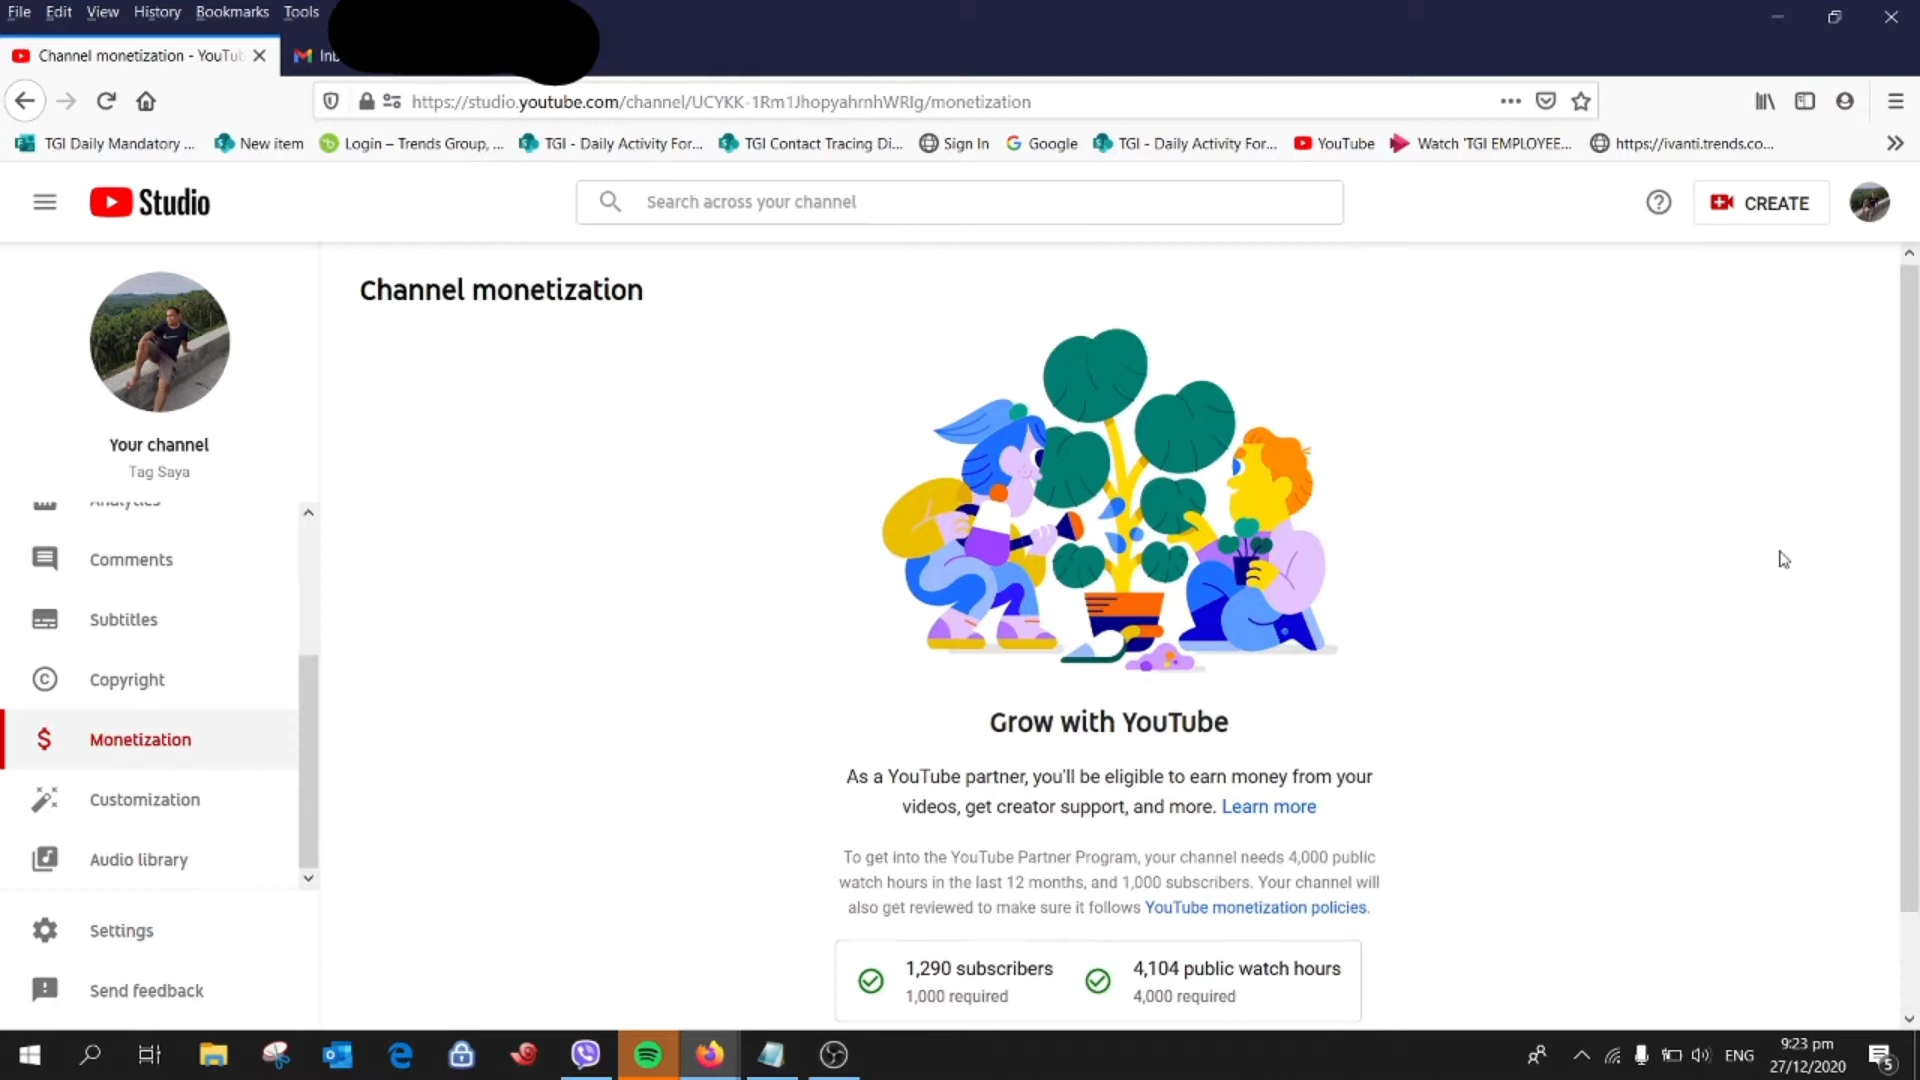 File Edit View History Bookmarks Tools
Channel monetization - YouTub
Inb
https://studio.youtube.com/channel/UCYKK-1Rm1JhopyahrnhWRIg/monetization
TGI Daily Mandatory ... New item Login – Trends Group, ... TGI - Daily Activity For... TGI Contact Tracing Di... Sign In Google TGI - Daily Activity For... YouTube Watch 'TGI EMPLOYEE... https://ivanti.trends.co...
Studio
Search across your channel
CREATE
Channel monetization
Your channel
Tag Saya
Analytics
Comments
Subtitles
Copyright
Monetization
Customization
Audio library
Settings
Send feedback
Grow with YouTube
As a YouTube partner, you'll be eligible to earn money from your
videos, get creator support, and more. Learn more
To get into the YouTube Partner Program, your channel needs 4,000 public
watch hours in the last 12 months, and 1,000 subscribers. Your channel will
also get reviewed to make sure it follows YouTube monetization policies.
1,290 subscribers
1,000 required
4,104 public watch hours
4,000 required
ENG
9:23 pm
27/12/2020
5